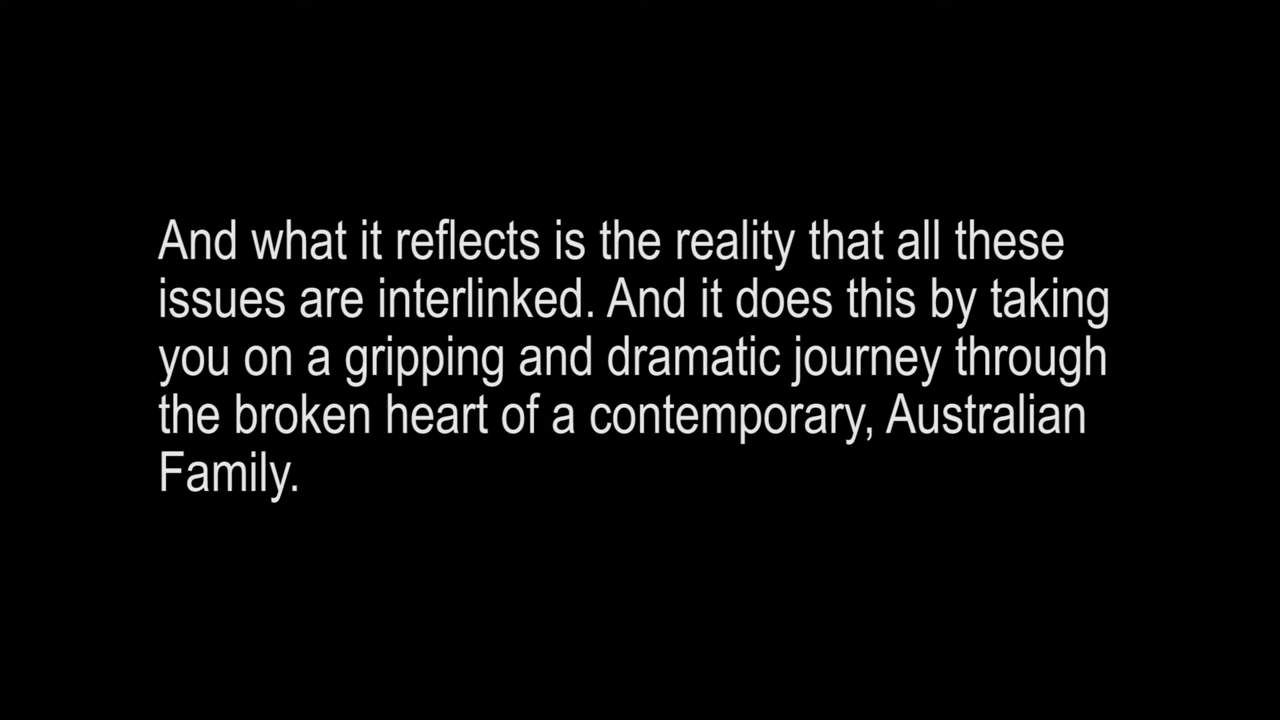 And what it reflects is the reality that all these
issues are interlinked. And it does this by taking
you on a gripping and dramatic journey through
the broken heart of a contemporary, Australian
Family.